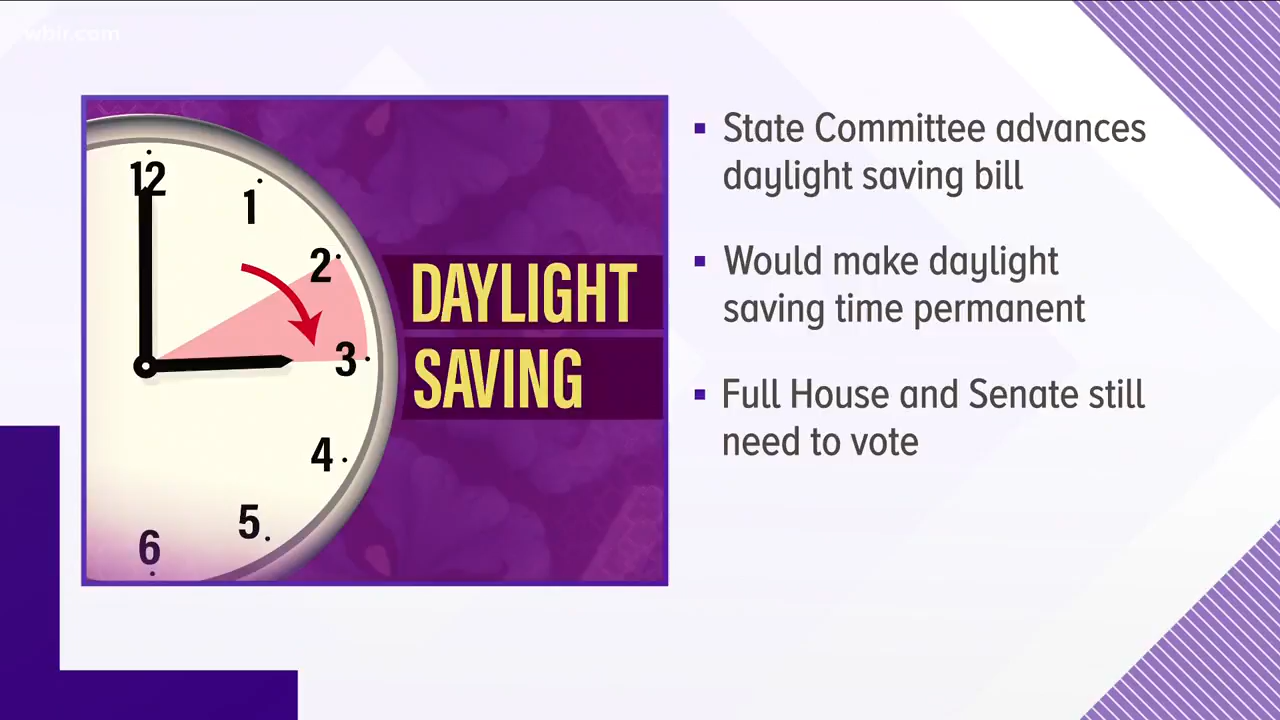 wbir.com
12
1
2
3
4
5
6
DAYLIGHT
SAVING
▪ State Committee advances
daylight saving bill
▪ Would make daylight
saving time permanent
▪ Full House and Senate still
need to vote